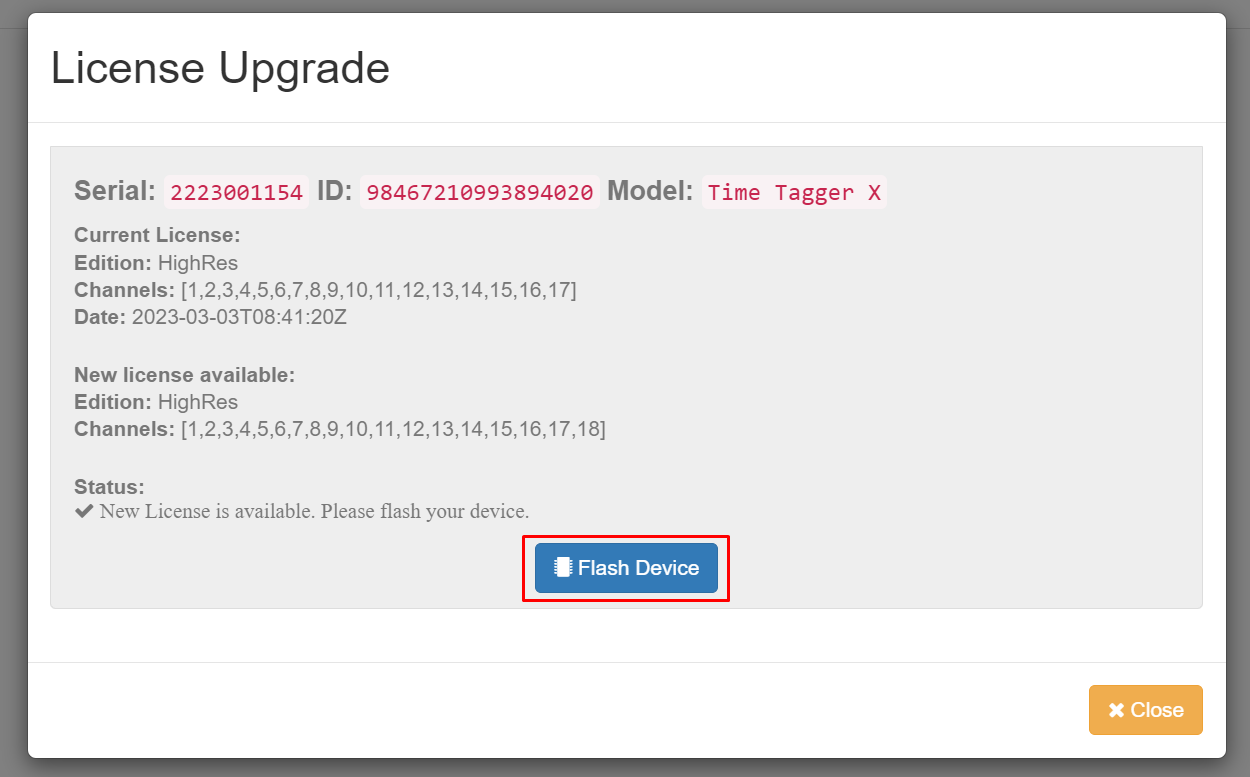 License Upgrade
Serial: 2223001154 ID: 98467210993894020 Model: Time Tagger X
Current License:
Edition: HighRes
Channels: [1,2,3,4,5,6,7,8,9,10,11,12,13,14,15,16,17]
Date: 2023-03-03T08:41:20Z
New license available:
Edition: HighRes
Channels: [1,2,3,4,5,6,7,8,9,10,11,12,13,14,15,16,17,18]
Status:
New License is available. Please flash your device.
Flash Device
Close